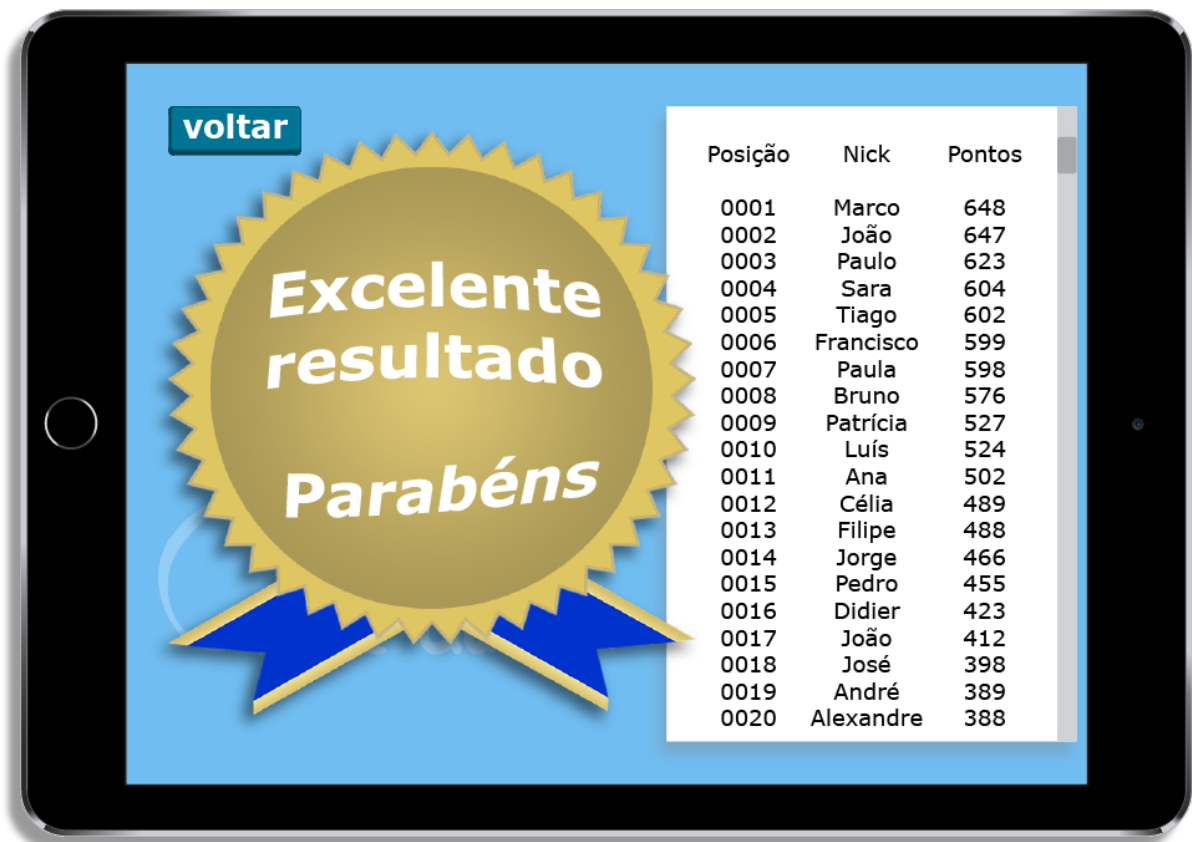 voltar
Excelente
resultado
Parabéns
Posição Nick Pontos
0001 Marco 648
0002 João 647
0003 Paulo 623
0004 Sara 604
0005 Tiago 602
0006 Francisco 599
0007 Paula 598
0008 Bruno 576
0009 Patrícia 527
0010 Luís 524
0011 Ana 502
0012 Célia 489
0013 Filipe 488
0014 Jorge 466
0015 Pedro 455
0016 Didier 423
0017 João 412
0018 José 398
0019 André 389
0020 Alexandre 388